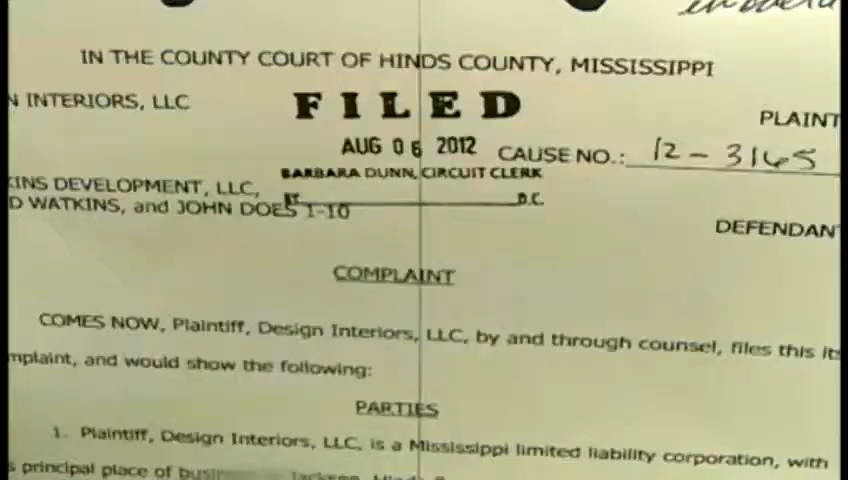 IN THE COUNTY COURT OF HINDS COUNTY, MISSISSIPPI
N INTERIORS, LLC
FILED
PLAINT
AUG 06 2012
CAUSE NO.: 12-3165
BARBARA DUNN, CIRCUIT CLERK
KINS DEVELOPMENT, LLC,
BY D.C.
D WATKINS, and JOHN DOES 1-10
DEFENDAN
COMPLAINT
COMES NOW, Plaintiff, Design Interiors, LLC, by and through counsel, files this its
mplaint, and would show the following:
PARTIES
1. Plaintiff, Design Interiors, LLC, is a Mississippi limited liability corporation, with
s principal place of